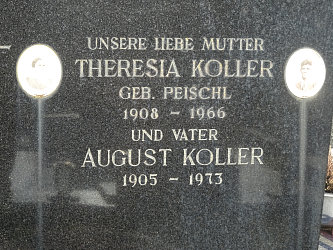 UNSERE LIEBE MUTTER
THERESIA KOLLER
GEB. PEISCHL
1908 – 1966
UND VATER
AUGUST KOLLER
1905 – 1973